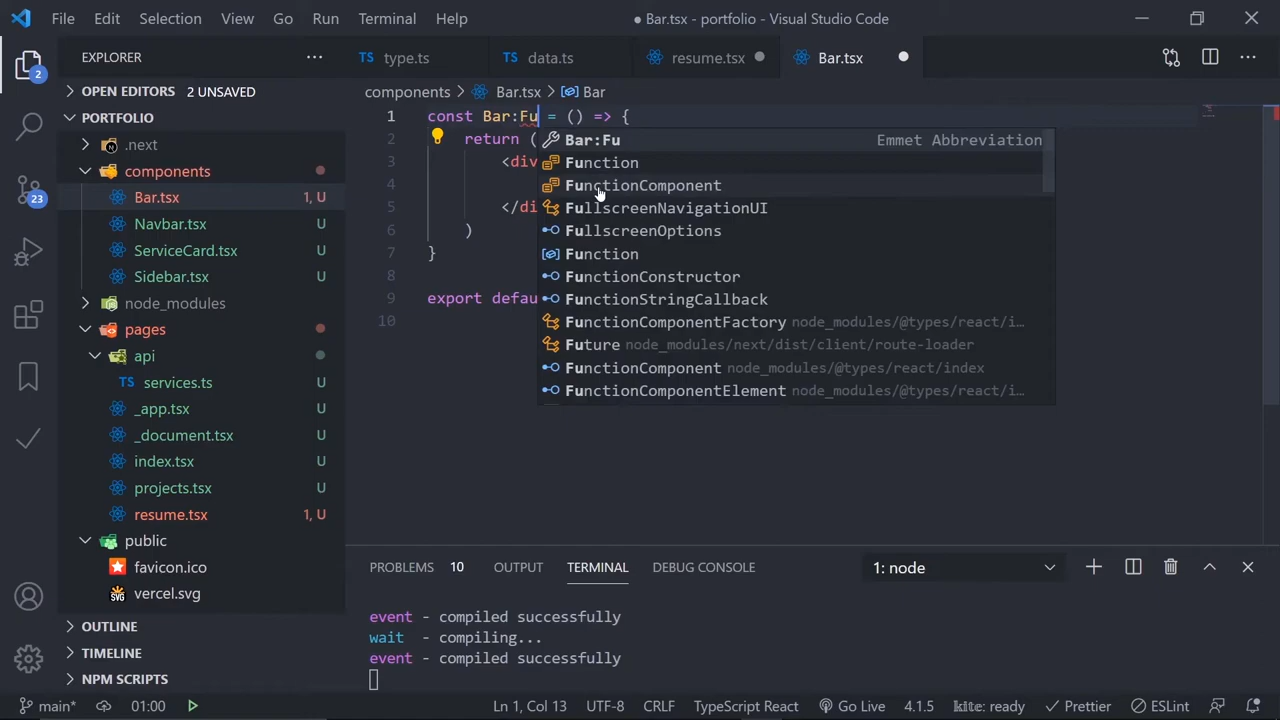 File Edit Selection View Go Run Terminal Help
● Bar.tsx - portfolio - Visual Studio Code
EXPLORER
TS type.ts
TS data.ts
resume.tsx
Bar.tsx
2
OPEN EDITORS 2 UNSAVED
components > Bar.tsx > Bar
PORTFOLIO
.next
components
Bar.tsx 1, U
Navbar.tsx U
ServiceCard.tsx U
Sidebar.tsx U
node_modules
pages
api
TS services.ts U
_app.tsx U
_document.tsx U
index.tsx U
projects.tsx U
resume.tsx 1, U
public
favicon.ico
SVG vercel.svg
OUTLINE
TIMELINE
NPM SCRIPTS
23
1 const Bar:Fu = () => {
2 return (
3 <div
4
5 </di
6 )
7 }
8
9 export defau
10
Bar:Fu Emmet Abbreviation
Function
FunctionComponent
FullscreenNavigationUI
FullscreenOptions
Function
FunctionConstructor
FunctionStringCallback
FunctionComponentFactory node_modules/@types/react/i…
Future node_modules/next/dist/client/route-loader
FunctionComponent node_modules/@types/react/index
FunctionComponentElement node_modules/@types/react/i…
PROBLEMS 10 OUTPUT TERMINAL DEBUG CONSOLE 1: node
event - compiled successfully
wait - compiling...
event - compiled successfully
main* 01:00 Ln 1, Col 13 UTF-8 CRLF TypeScript React Go Live 4.1.5 kite: ready Prettier ESLint